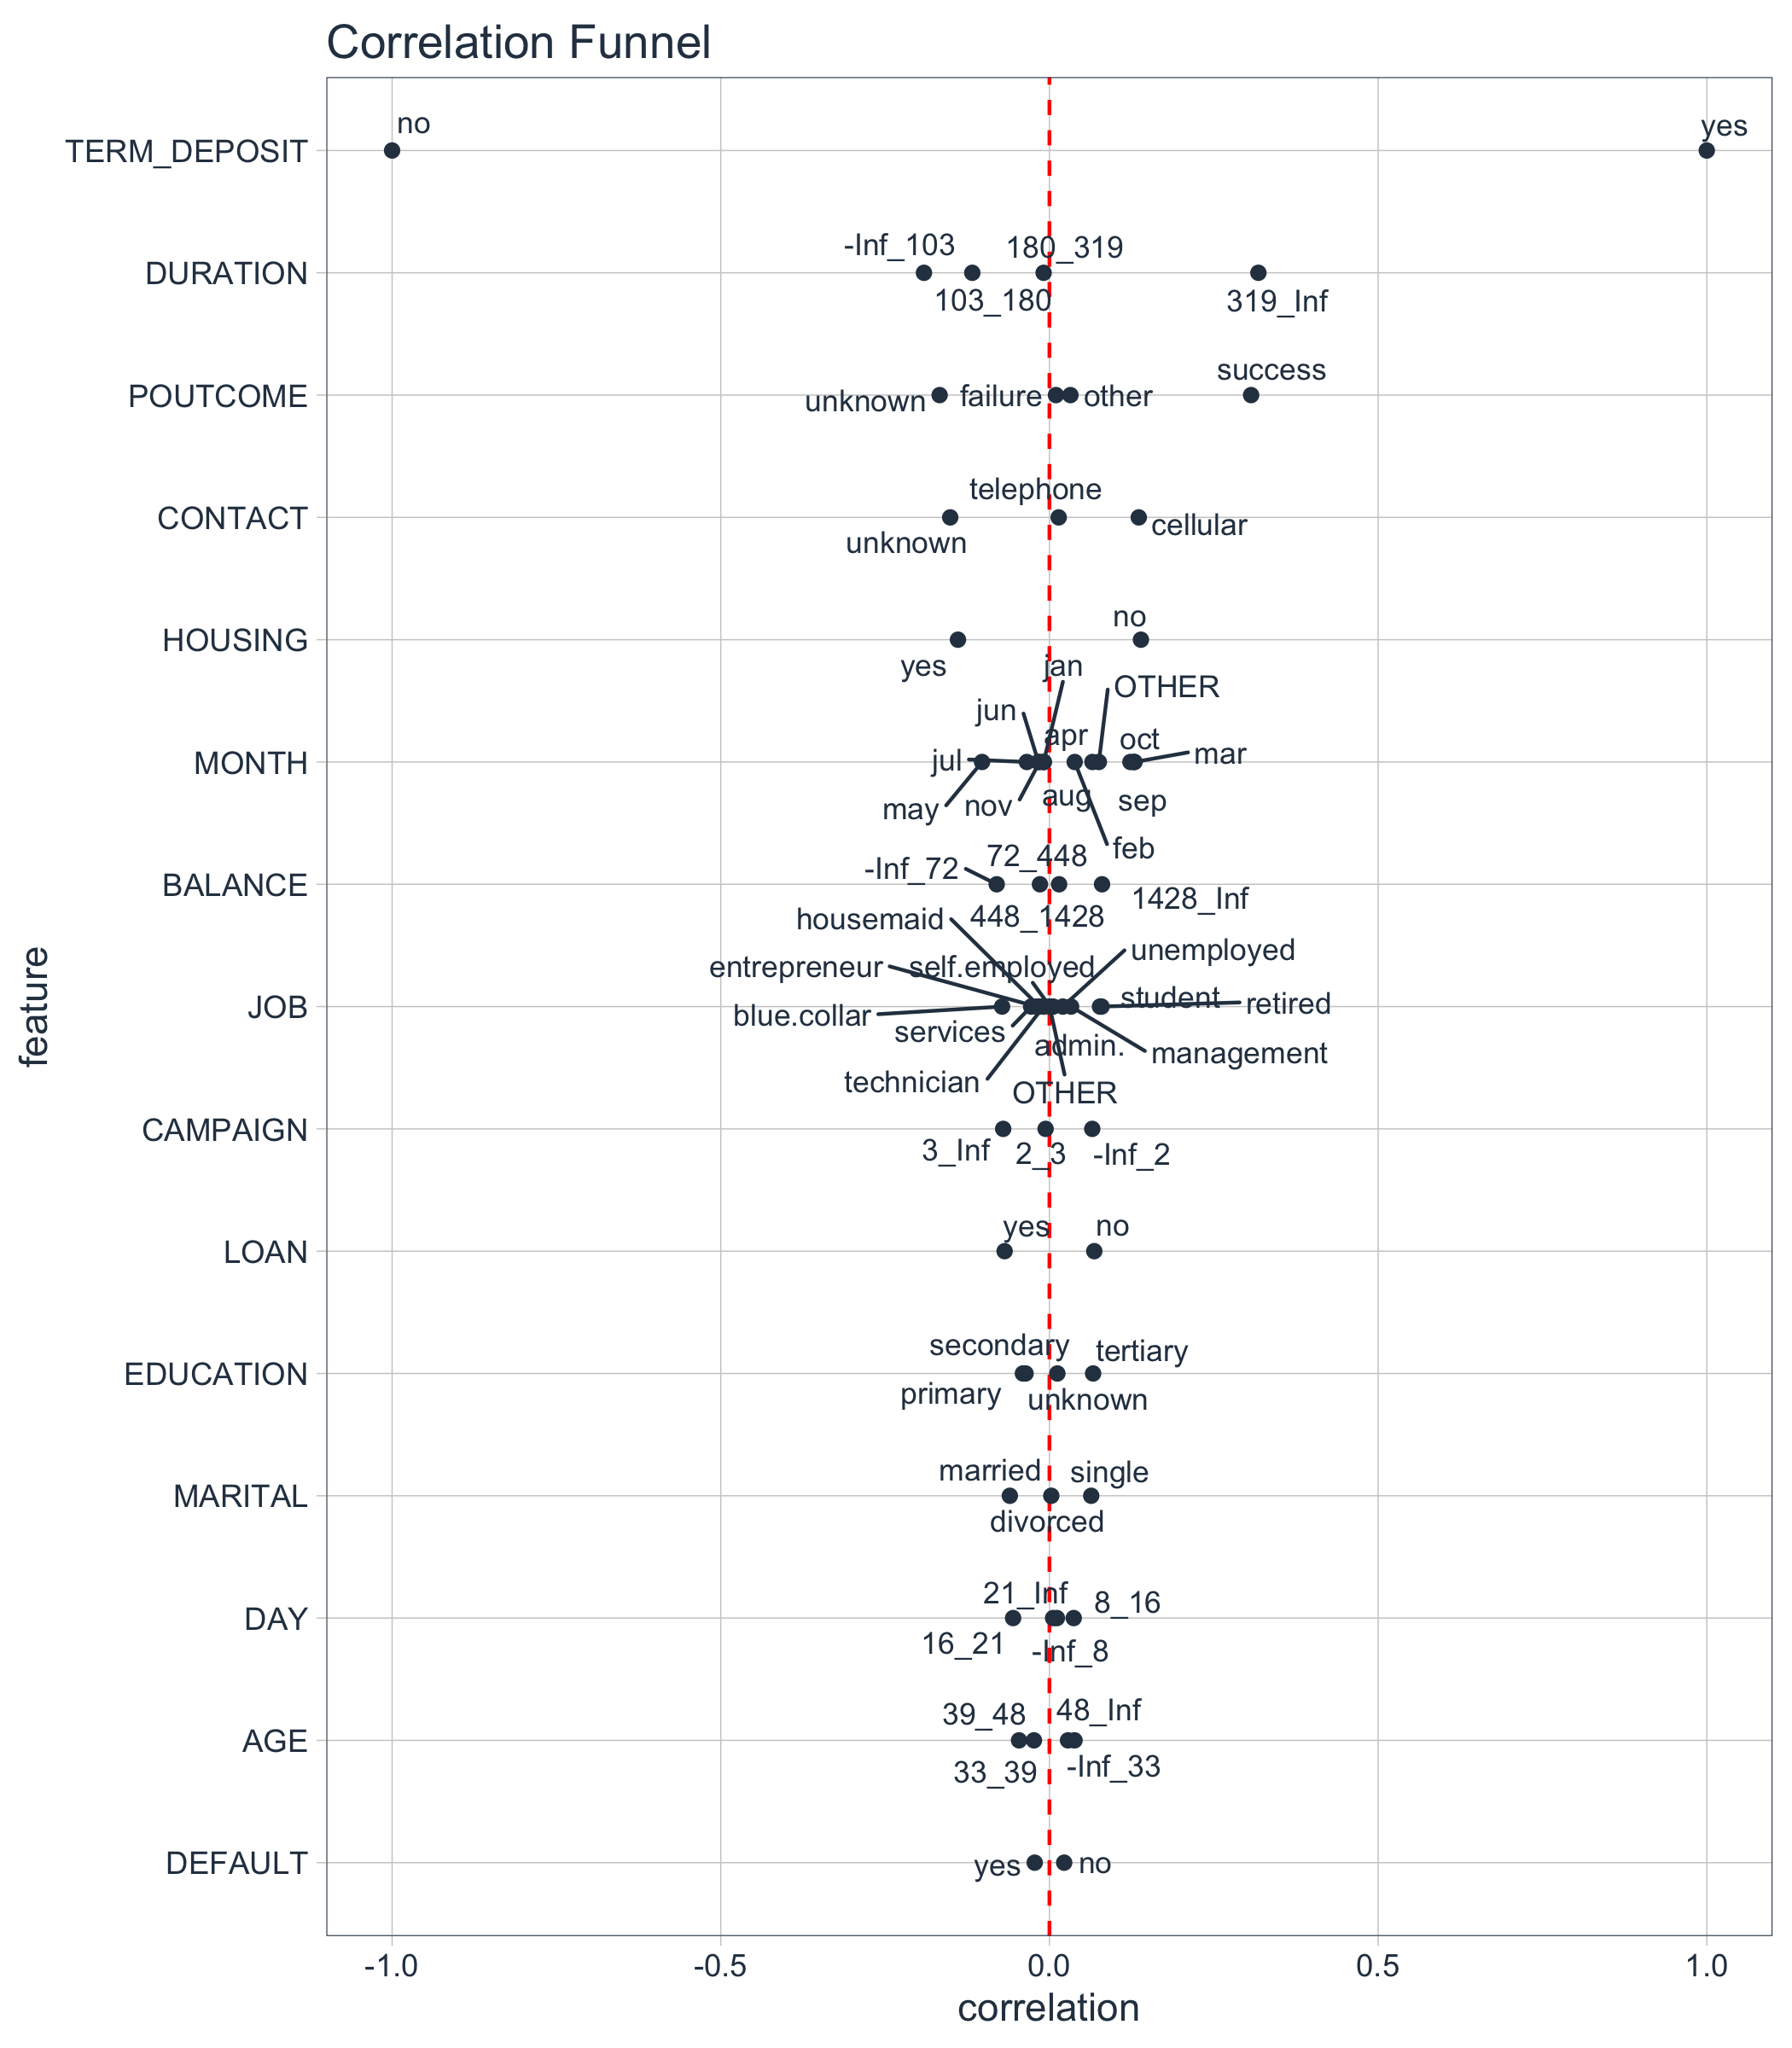 Correlation Funnel
TERM_DEPOSIT
no
yes
DURATION
-Inf_103
180_319
103_180
319_Inf
POUTCOME
unknown
failure
other
success
CONTACT
telephone
unknown
cellular
HOUSING
no
yes
MONTH
jan
OTHER
jun
apr
oct
mar
jul
may
nov
aug
sep
feb
BALANCE
-Inf_72
72_448
448_1428
1428_Inf
JOB
housemaid
entrepreneur
self.employed
unemployed
student
retired
blue.collar
services
admin.
management
technician
OTHER
CAMPAIGN
3_Inf
2_3
-Inf_2
LOAN
yes
no
EDUCATION
secondary
tertiary
primary
unknown
MARITAL
married
single
divorced
DAY
21_Inf
8_16
16_21
-Inf_8
AGE
39_48
48_Inf
33_39
-Inf_33
DEFAULT
yes
no
-1.0
-0.5
0.0
0.5
1.0
correlation
feature